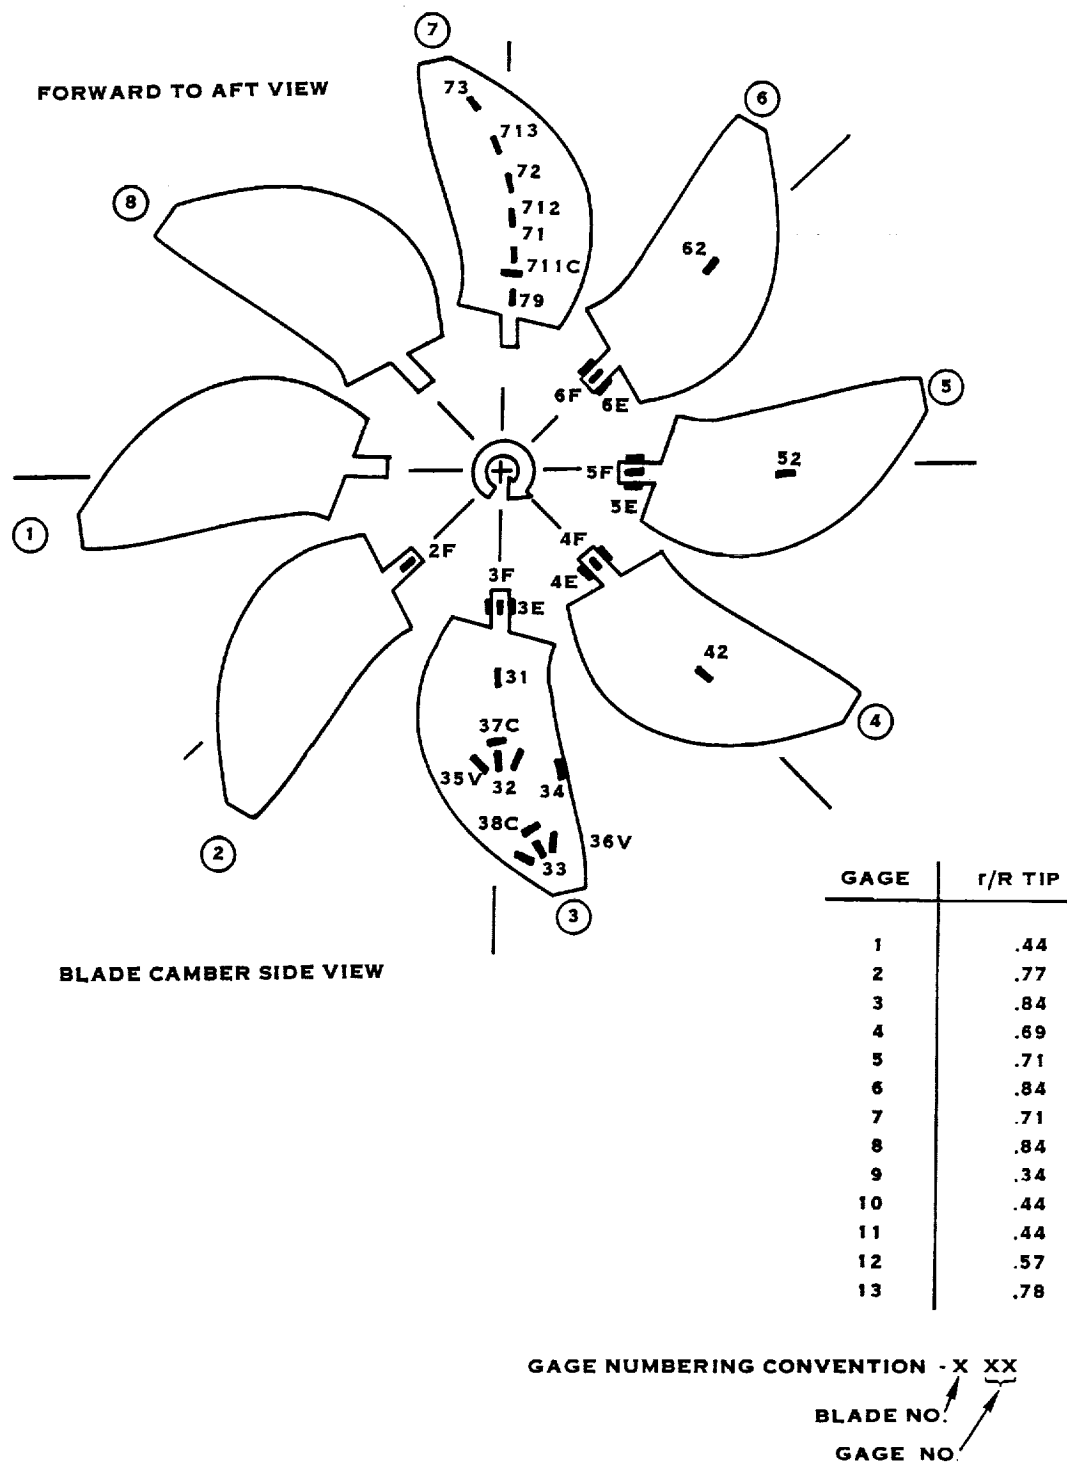 7
FORWARD TO AFT VIEW
73
6
713
72
8
712
62
71
711C
79
5
6F
6E
52
5F
5E
1
2F
4F
3F
4E
3E
42
31
4
37C
35V
32
34
38C
36V
2
33
3
GAGE r/R TIP
BLADE CAMBER SIDE VIEW
1 .44
2 .77
3 .84
4 .69
5 .71
6 .84
7 .71
8 .84
9 .34
10 .44
11 .44
12 .57
13 .78
GAGE NUMBERING CONVENTION - X XX
BLADE NO.
GAGE NO.